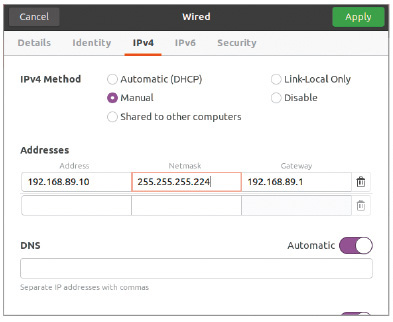 Cancel Wired Apply
Details Identity IPv4 IPv6 Security
IPv4 Method Automatic (DHCP) Link-Local Only
Manual Disable
Shared to other computers
Addresses
Address Netmask Gateway
192.168.89.10 255.255.255.224 192.168.89.1
DNS Automatic
Separate IP addresses with commas